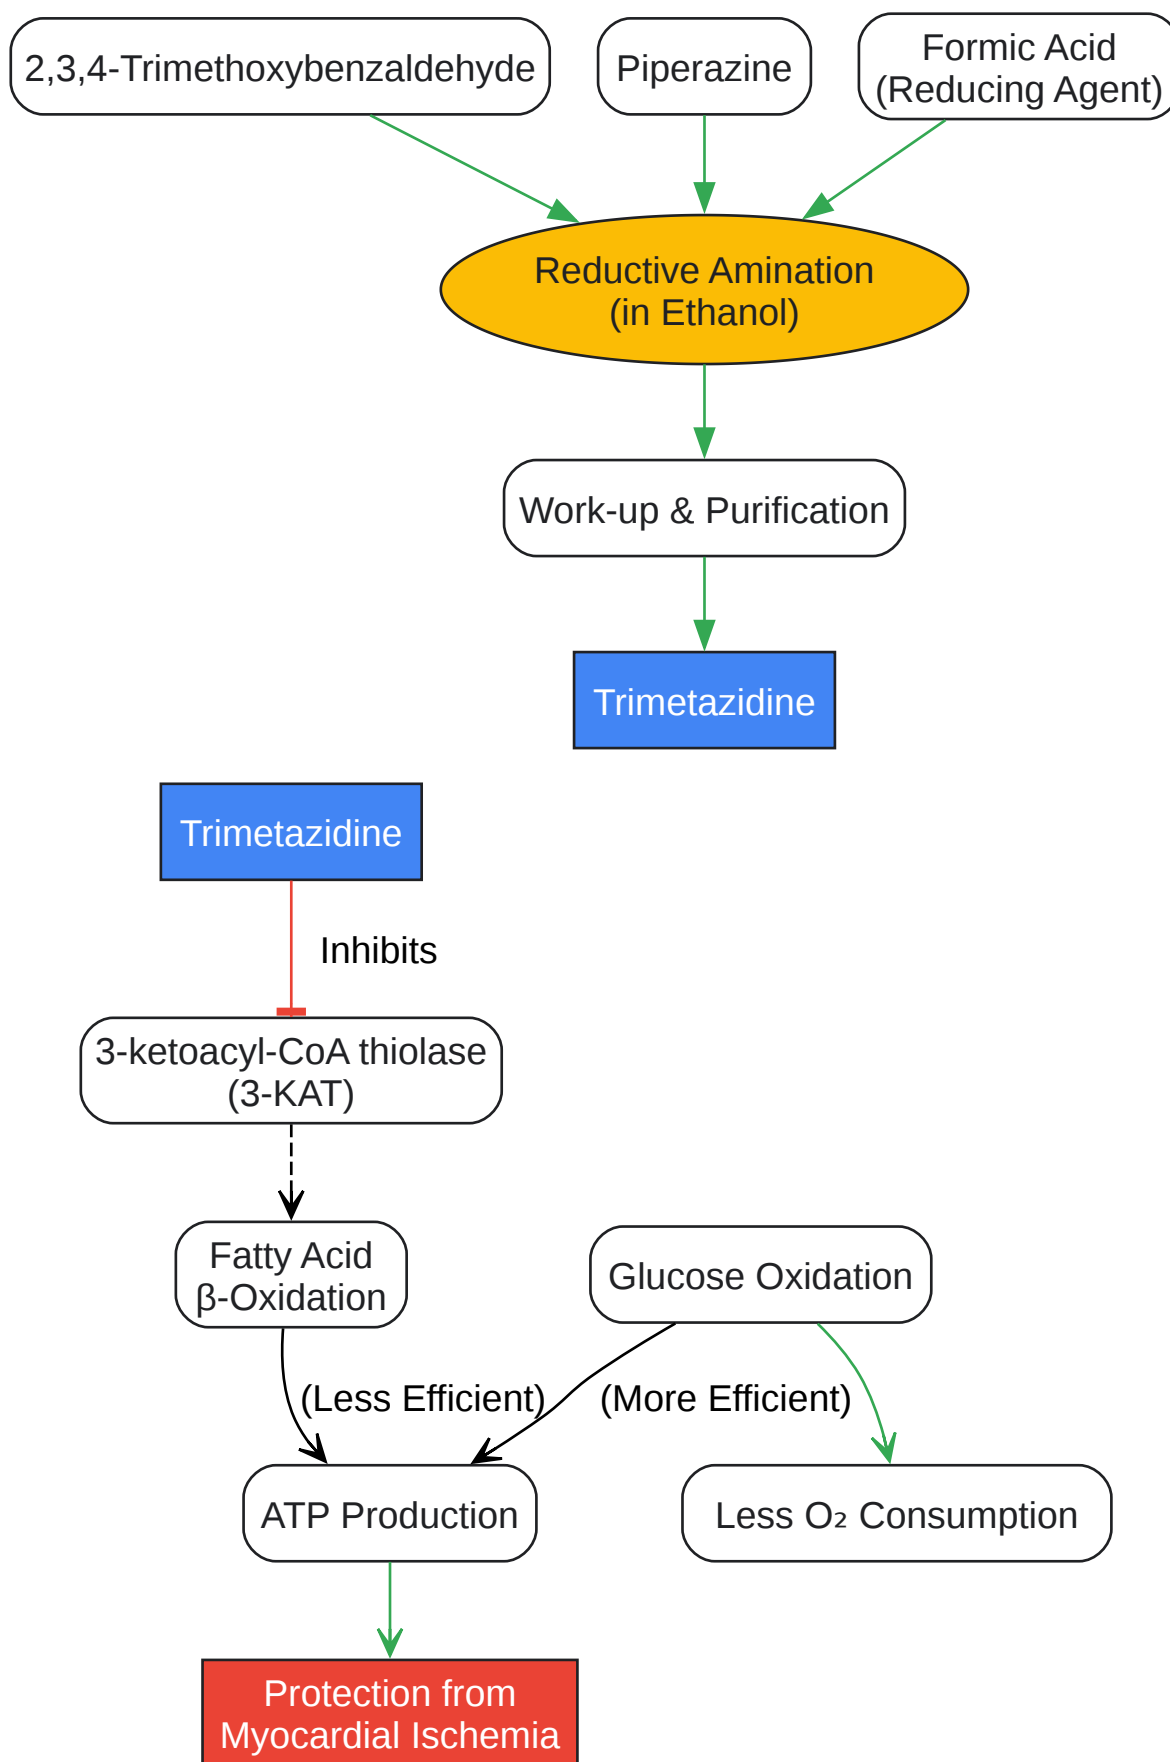 2,3,4-Trimethoxybenzaldehyde
Piperazine
Formic Acid
(Reducing Agent)
Reductive Amination
(in Ethanol)
Work-up & Purification
Trimetazidine
Trimetazidine
Inhibits
3-ketoacyl-CoA thiolase
(3-KAT)
Fatty Acid
β-Oxidation
Glucose Oxidation
(Less Efficient)
(More Efficient)
ATP Production
Less O₂ Consumption
Protection from
Myocardial Ischemia